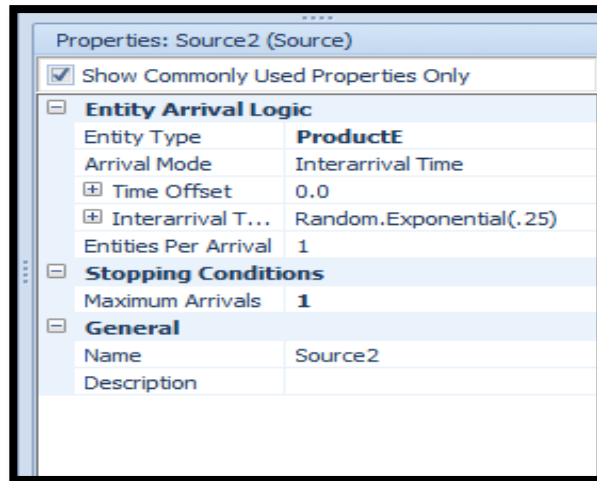 Properties: Source2 (Source)
Show Commonly Used Properties Only
Entity Arrival Logic
Entity Type ProductE
Arrival Mode Interarrival Time
Time Offset 0.0
Interarrival T... Random.Exponential(.25)
Entities Per Arrival 1
Stopping Conditions
Maximum Arrivals 1
General
Name Source2
Description